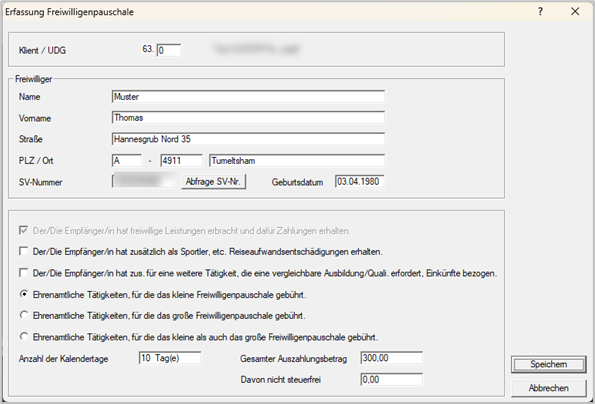 Erfassung Freiwilligenpauschale ? ×
Klient / UDG 63. 0
Freiwilliger
Name Muster
Vorname Thomas
Straße Hannesgrub Nord 35
PLZ / Ort A - 4911 Tumeltsham
SV-Nummer Abfrage SV-Nr. Geburtsdatum 03.04.1980
Der/Die Empfänger/in hat freiwillige Leistungen erbracht und dafür Zahlungen erhalten.
Der/Die Empfänger/in hat zusätzlich als Sportler, etc. Reiseaufwandsentschädigungen erhalten.
Der/Die Empfänger/in hat zus. für eine weitere Tätigkeit, die eine vergleichbare Ausbildung/Quali. erfordert, Einkünfte bezogen.
Ehrenamtliche Tätigkeiten, für die das kleine Freiwilligenpauschale gebührt.
Ehrenamtliche Tätigkeiten, für die das große Freiwilligenpauschale gebührt.
Ehrenamtliche Tätigkeiten, für die das kleine als auch das große Freiwilligenpauschale gebührt.
Anzahl der Kalendertage 10 Tag(e) Gesamter Auszahlungsbetrag 300,00
Speichern
Davon nicht steuerfrei 0,00
Abbrechen